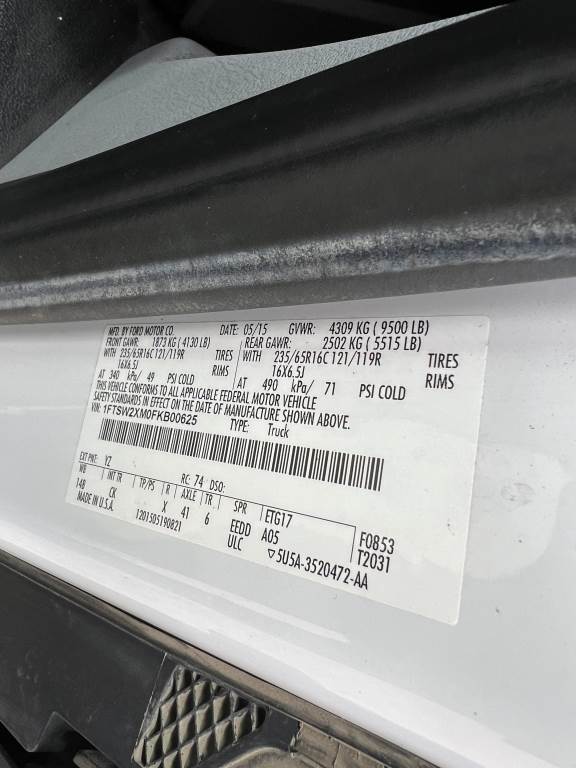 MFD. BY FORD MOTOR CO. DATE: 05/15 GVWR: 4309 KG ( 9500 LB)
FRONT GAWR: 1873 KG ( 4130 LB) REAR GAWR: 2502 KG ( 5515 LB)
WITH 235/65R16C 121/119R TIRES WITH 235/65R16C 121/119R TIRES
16X6.5J RIMS 16X6.5J RIMS
AT 340 kPa/ 49 PSI COLD AT 490 kPa/ 71 PSI COLD
THIS VEHICLE CONFORMS TO ALL APPLICABLE FEDERAL MOTOR VEHICLE
SAFETY STANDARDS IN EFFECT ON THE DATE OF MANUFACTURE SHOWN ABOVE.
VIN: 1FTSW2XM0FKB00625 TYPE: Truck
EXT PNT: YZ RC: 74 DSO:
WB INT TR TP/PS R AXLE TR SPR ETG17
148 CK X 41 6 EEDD A05 F0853
MADE IN U.S.A. 1201505190821 ULC T2031
▽5U5A-3520472-AA